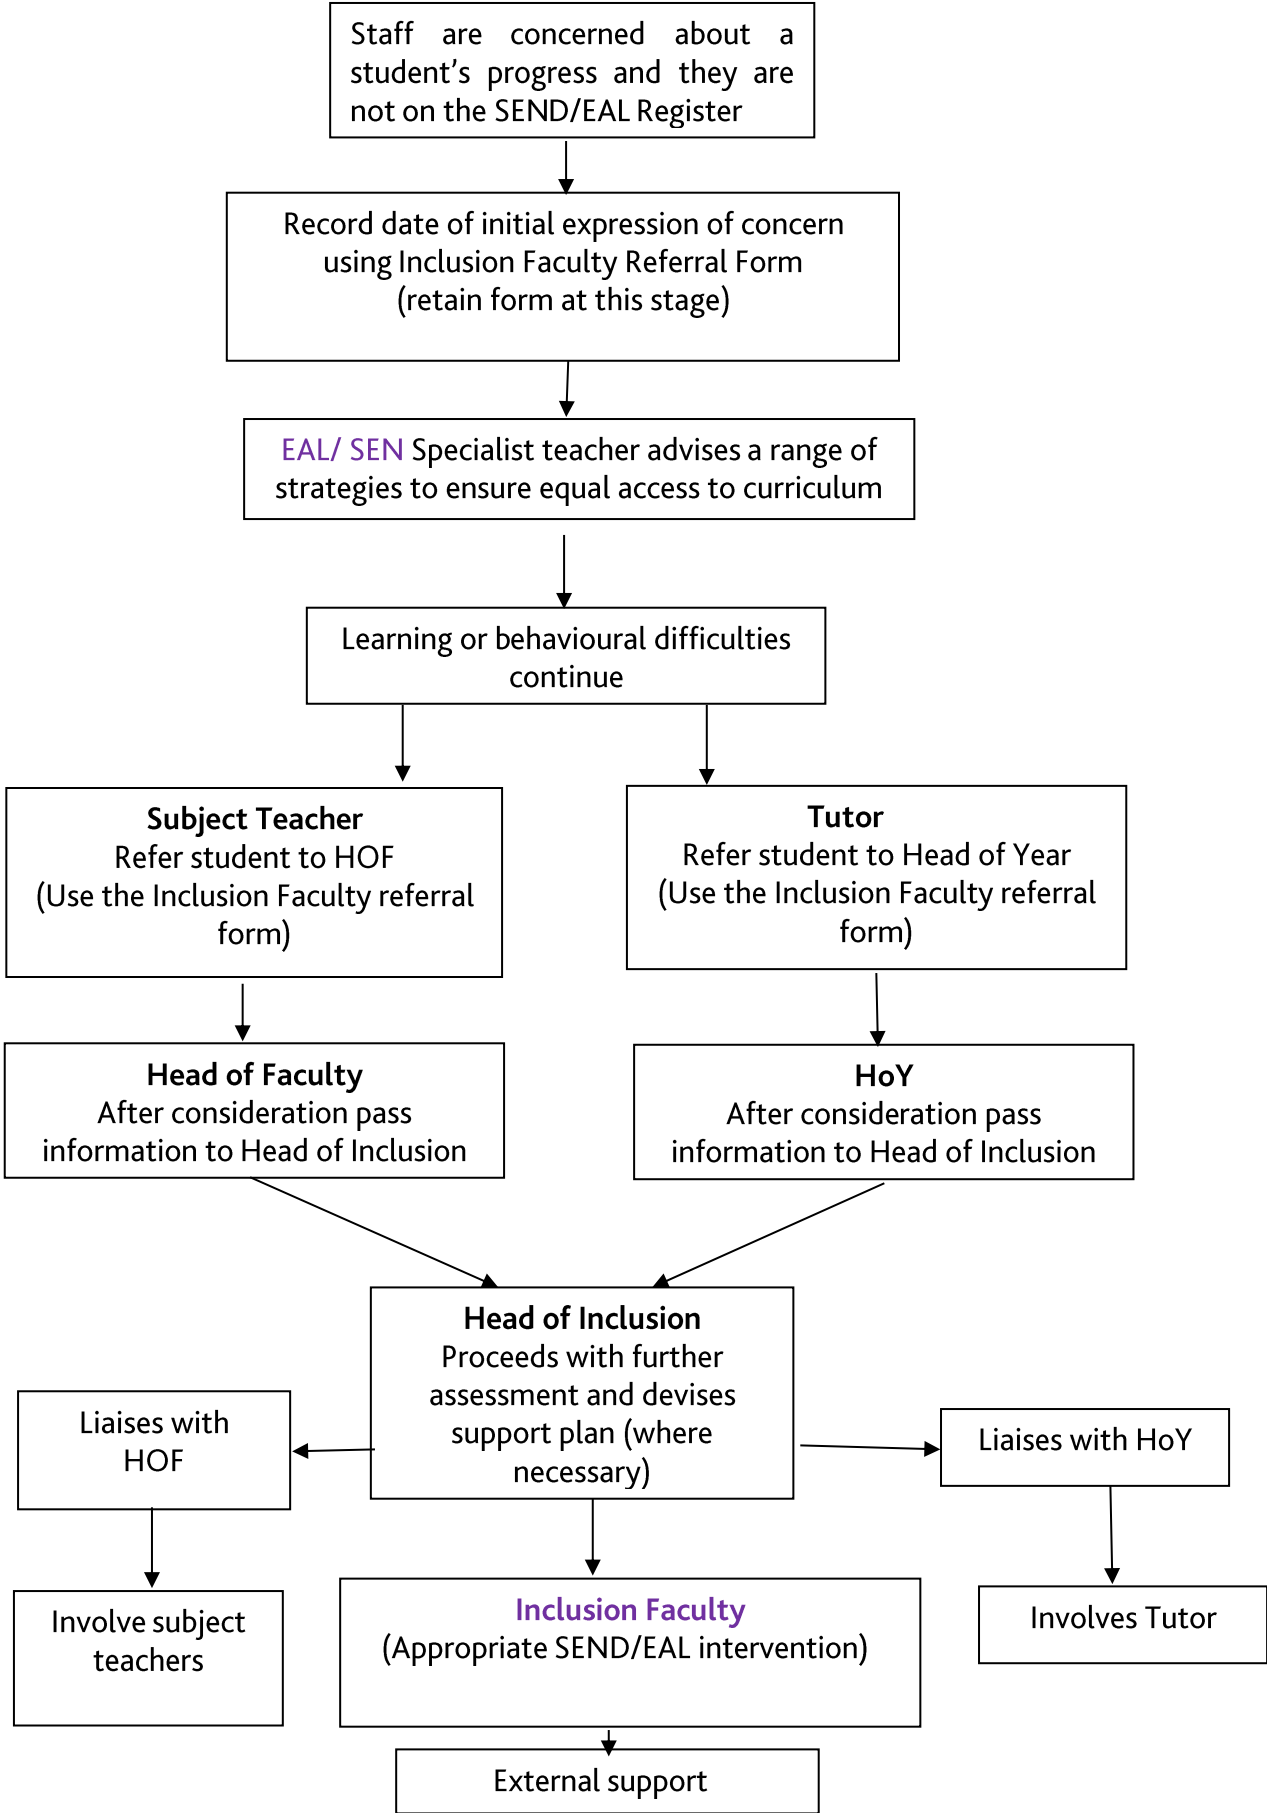 Staff are concerned about a
student’s progress and they are
not on the SEND/EAL Register
Record date of initial expression of concern
using Inclusion Faculty Referral Form
(retain form at this stage)
EAL/ SEN Specialist teacher advises a range of
strategies to ensure equal access to curriculum
Learning or behavioural difficulties
continue
Subject Teacher
Refer student to HOF
(Use the Inclusion Faculty referral
form)
Tutor
Refer student to Head of Year
(Use the Inclusion Faculty referral
form)
Head of Faculty
After consideration pass
information to Head of Inclusion
HoY
After consideration pass
information to Head of Inclusion
Head of Inclusion
Proceeds with further
assessment and devises
support plan (where
necessary)
Liaises with
HOF
Liaises with HoY
Involve subject
teachers
Inclusion Faculty
(Appropriate SEND/EAL intervention)
Involves Tutor
External support